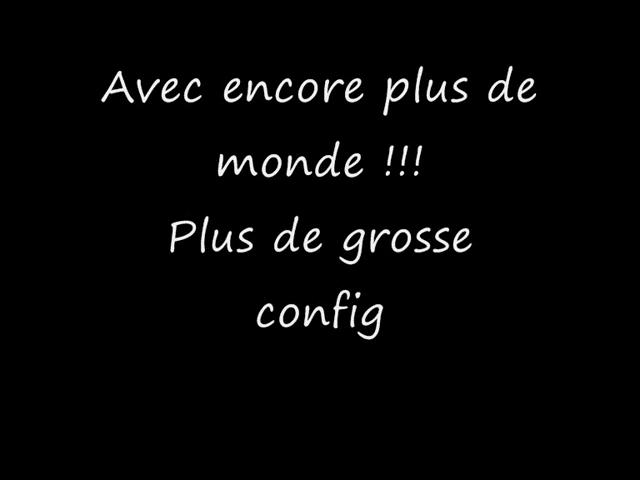 Avec encore plus de
monde !!!
Plus de grosse
config